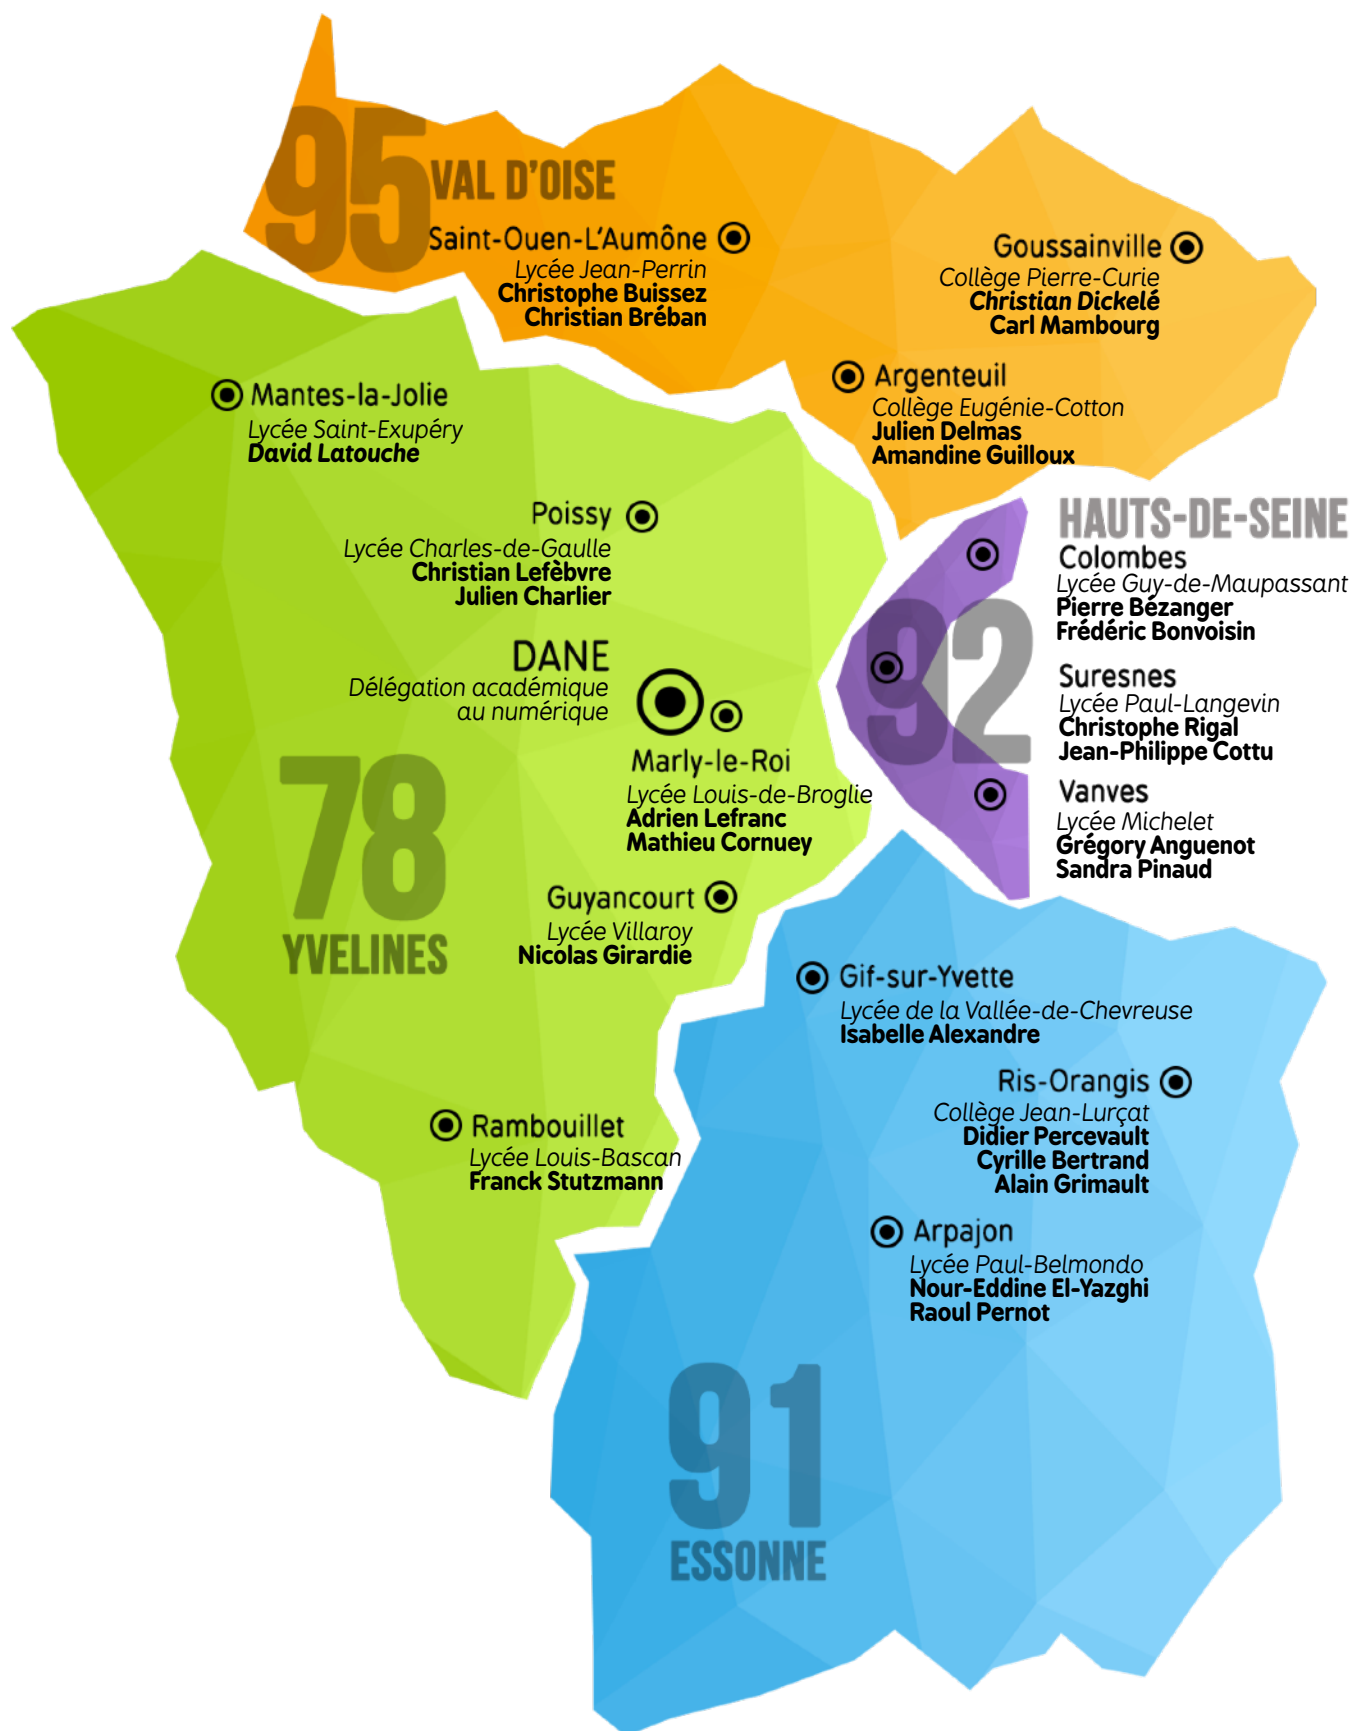 95
VAL D'OISE
Saint-Ouen-L'Aumône
Lycée Jean-Perrin
Christophe Buissez
Christian Bréban
Goussainville
Collège Pierre-Curie
Christian Dickelé
Carl Mambourg
Argenteuil
Collège Eugénie-Cotton
Julien Delmas
Amandine Guilloux
Mantes-la-Jolie
Lycée Saint-Exupéry
David Latouche
Poissy
Lycée Charles-de-Gaulle
Christian Lefèbvre
Julien Charlier
DANE
Délégation académique
au numérique
Marly-le-Roi
Lycée Louis-de-Broglie
Adrien Lefranc
Mathieu Cornuey
78
YVELINES
Guyancourt
Lycée Villaroy
Nicolas Girardie
Rambouillet
Lycée Louis-Bascan
Franck Stutzmann
HAUTS-DE-SEINE
92
Colombes
Lycée Guy-de-Maupassant
Pierre Bézanger
Frédéric Bonvoisin
Suresnes
Lycée Paul-Langevin
Christophe Rigal
Jean-Philippe Cottu
Vanves
Lycée Michelet
Grégory Anguenot
Sandra Pinaud
Gif-sur-Yvette
Lycée de la Vallée-de-Chevreuse
Isabelle Alexandre
Ris-Orangis
Collège Jean-Lurçat
Didier Percevault
Cyrille Bertrand
Alain Grimault
Arpajon
Lycée Paul-Belmondo
Nour-Eddine El-Yazghi
Raoul Pernot
91
ESSONNE